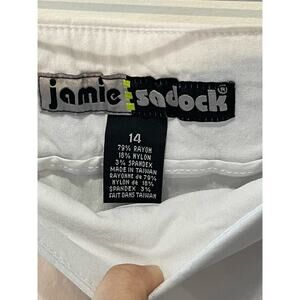 jamie sadock®
14
79% RAYON
18% NYLON
3% SPANDEX
MADE IN TAIWAN
RAYONNE de 79%
NYLON de 18%
SPANDEX 3%
FAIT DANS TAIWAN